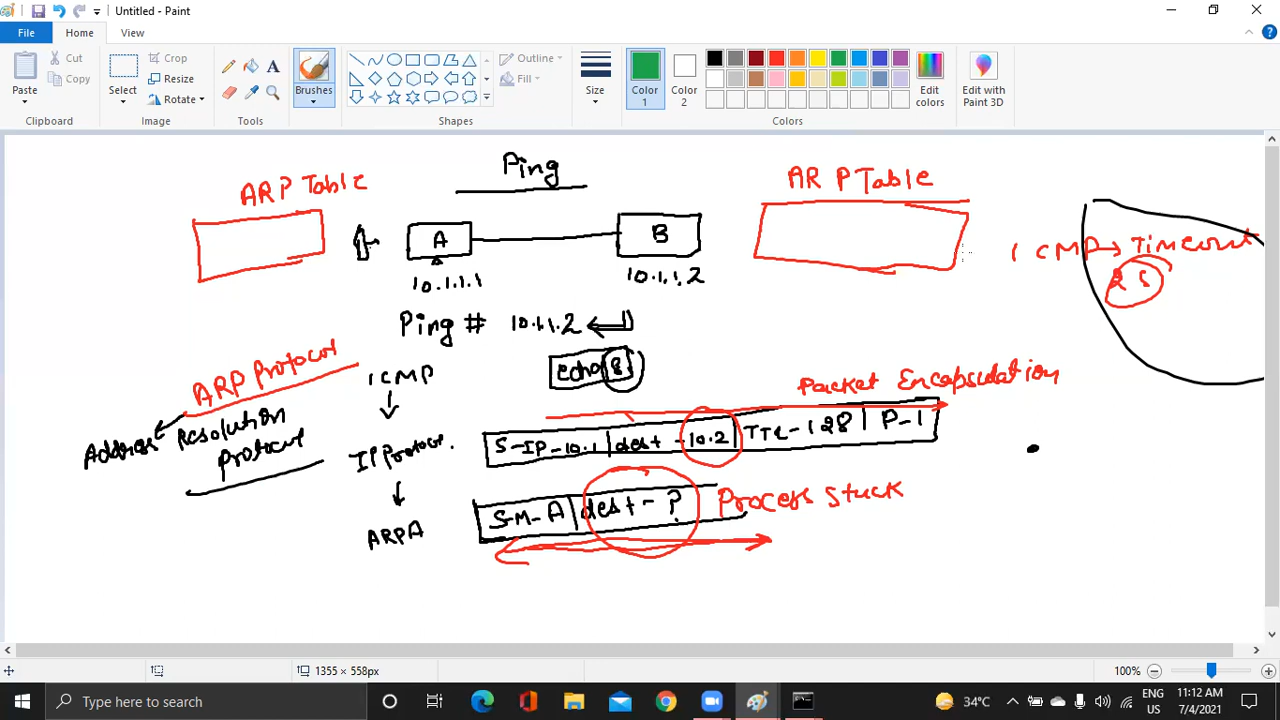 Untitled - Paint
File
Home
View
Paste
Cut
Copy
Clipboard
Select
Crop
Resize
Rotate
Image
A
Tools
Brushes
Shapes
Outline
Fill
Size
Color 1
Color 2
Edit colors
Colors
Edit with Paint 3D
Ping
ARP Table
ARP Table
A
B
10.1.1.1
10.1.1.2
ICMP → Timeout
2 S
Ping # 10.1.1.2
ARP Protocol
ICMP
Echo 8
Packet Encapsulation
Address Resolution Protocol
IP Protocol.
S-IP-10.1 | dest -10.2 | TTL-128 | P-1
S-M-A | dest - ?
Process Stuck
ARPA
1355 × 558px
100%
Type here to search
34°C
ENG
US
11:12 AM
7/4/2021